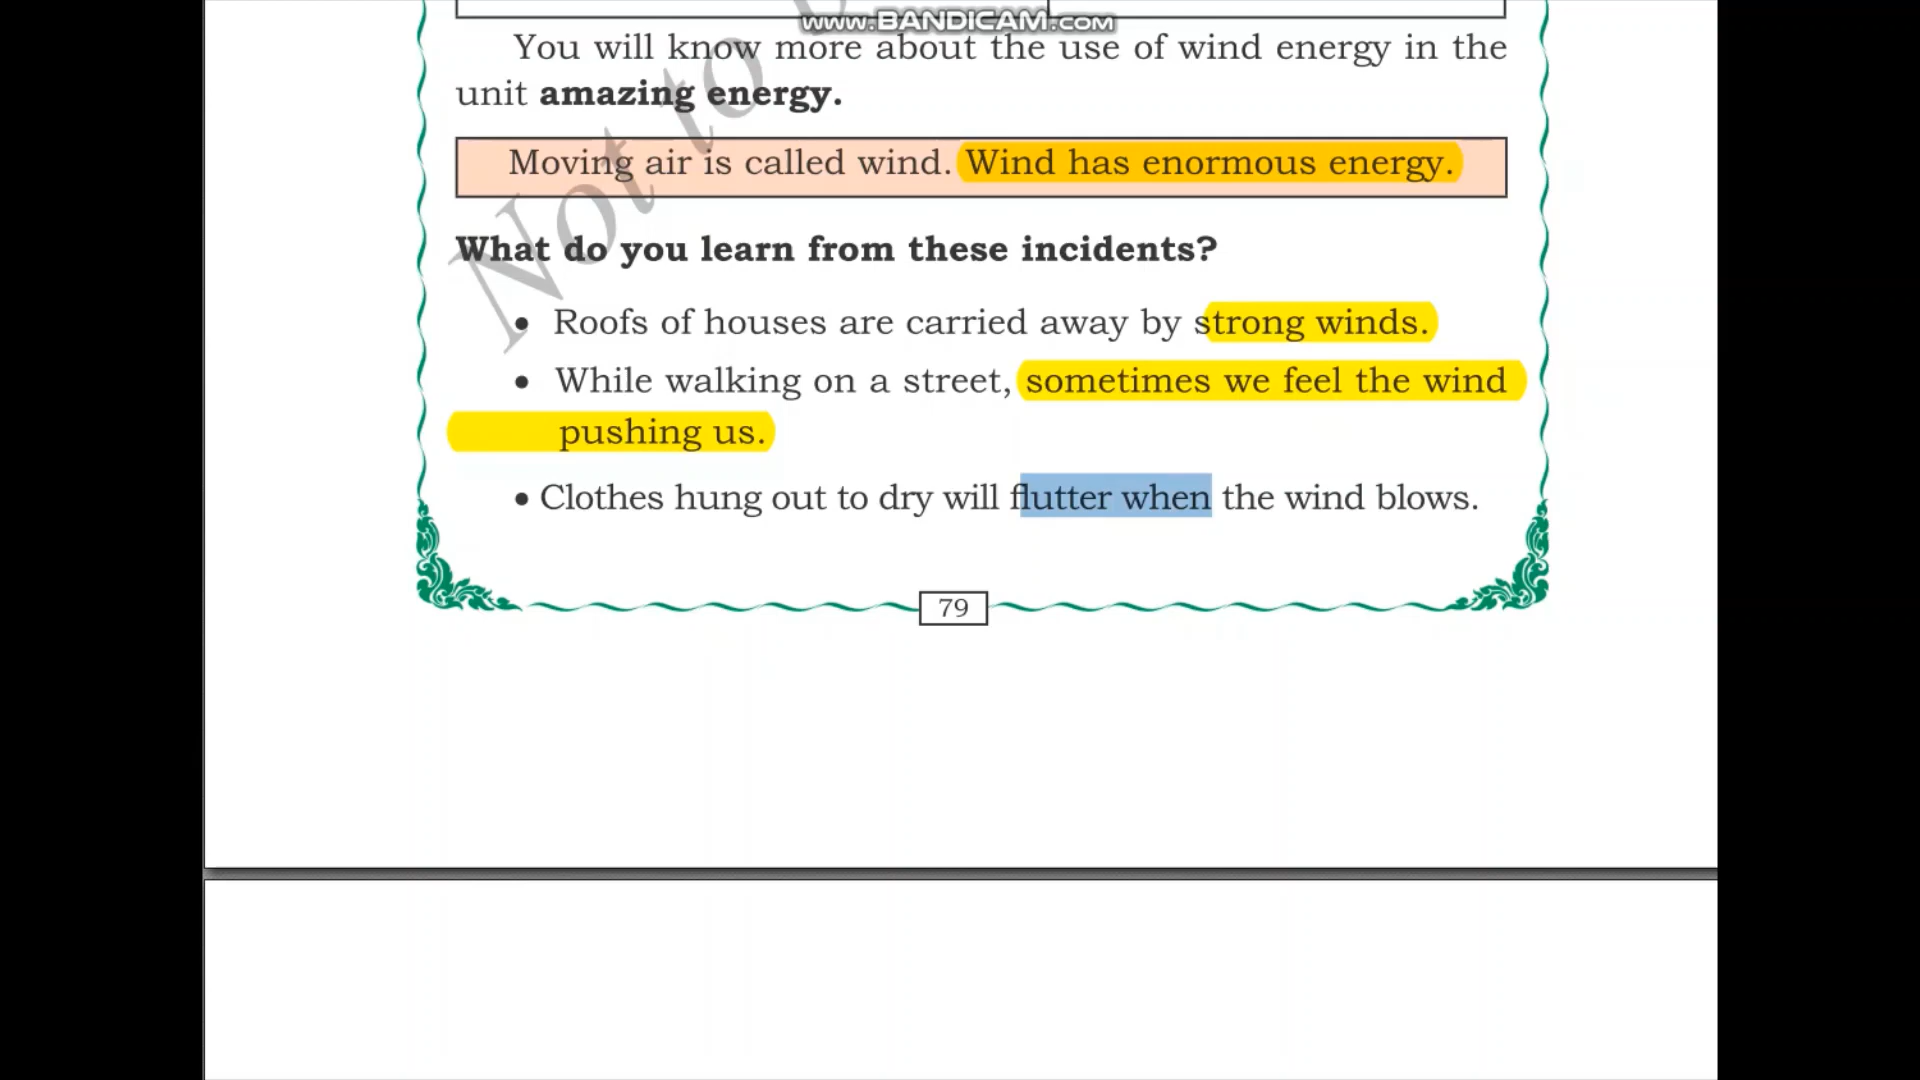 www.BANDICAM.com
You will know more about the use of wind energy in the
unit amazing energy.
Moving air is called wind. Wind has enormous energy.
What do you learn from these incidents?
• Roofs of houses are carried away by strong winds.
• While walking on a street, sometimes we feel the wind
pushing us.
• Clothes hung out to dry will flutter when the wind blows.
79
Not to